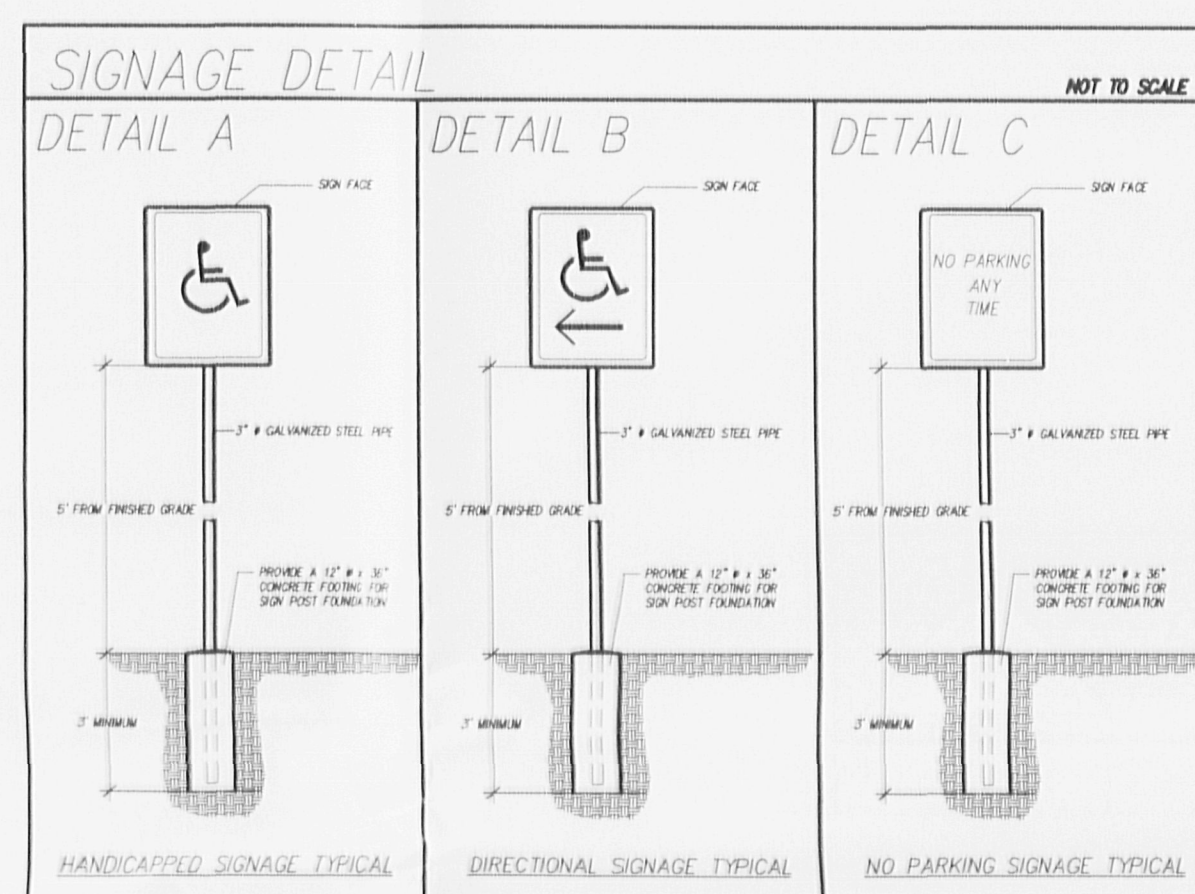 SIGNAGE DETAIL
NOT TO SCALE
DETAIL A
SIGN FACE
3" ø GALVANIZED STEEL PIPE
5' FROM FINISHED GRADE
PROVIDE A 12" ø x 36"
CONCRETE FOOTING FOR
SIGN POST FOUNDATION
3' MINIMUM
HANDICAPPED SIGNAGE TYPICAL
DETAIL B
SIGN FACE
3" ø GALVANIZED STEEL PIPE
5' FROM FINISHED GRADE
PROVIDE A 12" ø x 36"
CONCRETE FOOTING FOR
SIGN POST FOUNDATION
3' MINIMUM
DIRECTIONAL SIGNAGE TYPICAL
DETAIL C
SIGN FACE
NO PARKING
ANY
TIME
3" ø GALVANIZED STEEL PIPE
5' FROM FINISHED GRADE
PROVIDE A 12" ø x 36"
CONCRETE FOOTING FOR
SIGN POST FOUNDATION
3' MINIMUM
NO PARKING SIGNAGE TYPICAL